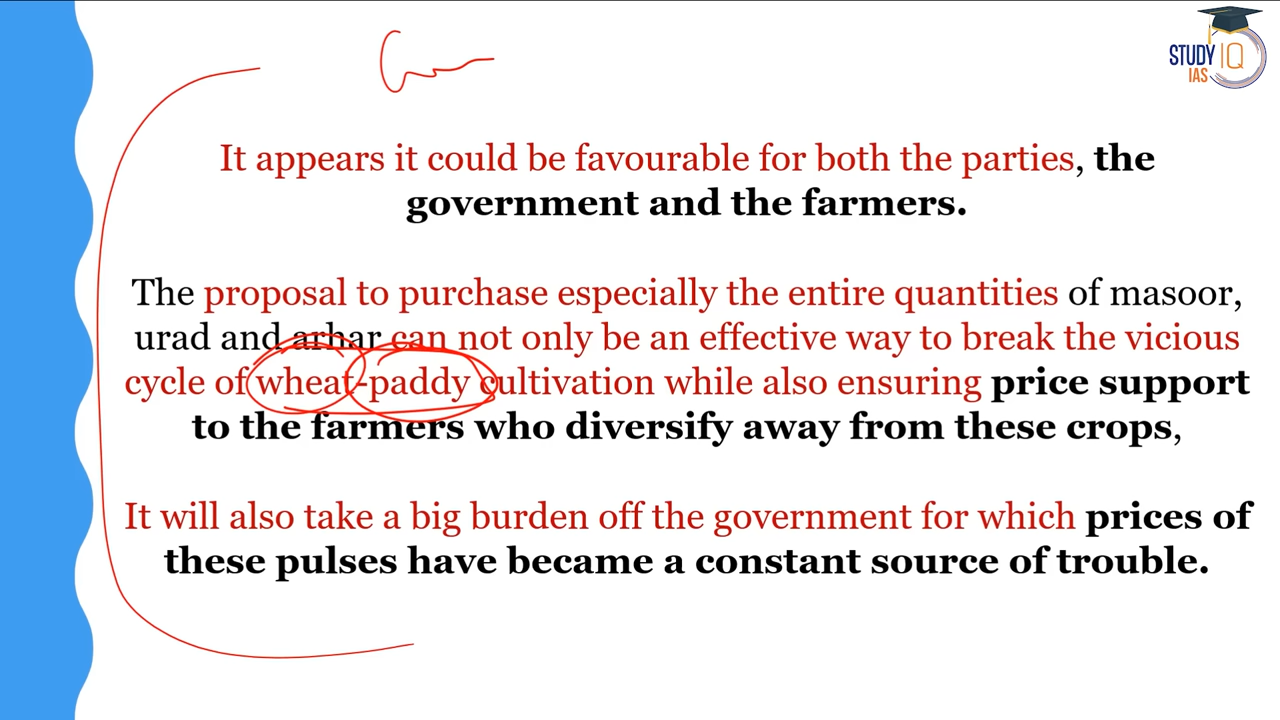 STUDY IQ
IAS
It appears it could be favourable for both the parties, the
government and the farmers.
The proposal to purchase especially the entire quantities of masoor,
urad and arhar can not only be an effective way to break the vicious
cycle of wheat-paddy cultivation while also ensuring price support
to the farmers who diversify away from these crops,
It will also take a big burden off the government for which prices of
these pulses have became a constant source of trouble.